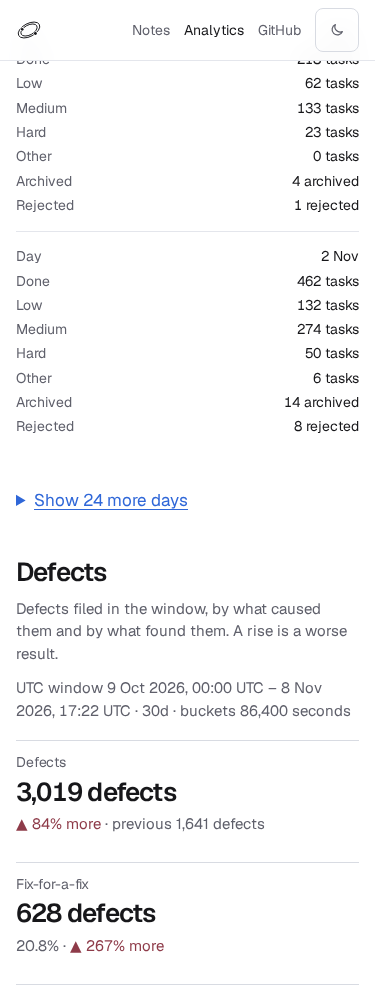 Notes Analytics GitHub
Done 218 tasks
Low 62 tasks
Medium 133 tasks
Hard 23 tasks
Other 0 tasks
Archived 4 archived
Rejected 1 rejected
Day 2 Nov
Done 462 tasks
Low 132 tasks
Medium 274 tasks
Hard 50 tasks
Other 6 tasks
Archived 14 archived
Rejected 8 rejected
Show 24 more days
Defects
Defects filed in the window, by what caused
them and by what found them. A rise is a worse
result.
UTC window 9 Oct 2026, 00:00 UTC – 8 Nov
2026, 17:22 UTC · 30d · buckets 86,400 seconds
Defects
3,019 defects
▲ 84% more · previous 1,641 defects
Fix-for-a-fix
628 defects
20.8% · ▲ 267% more